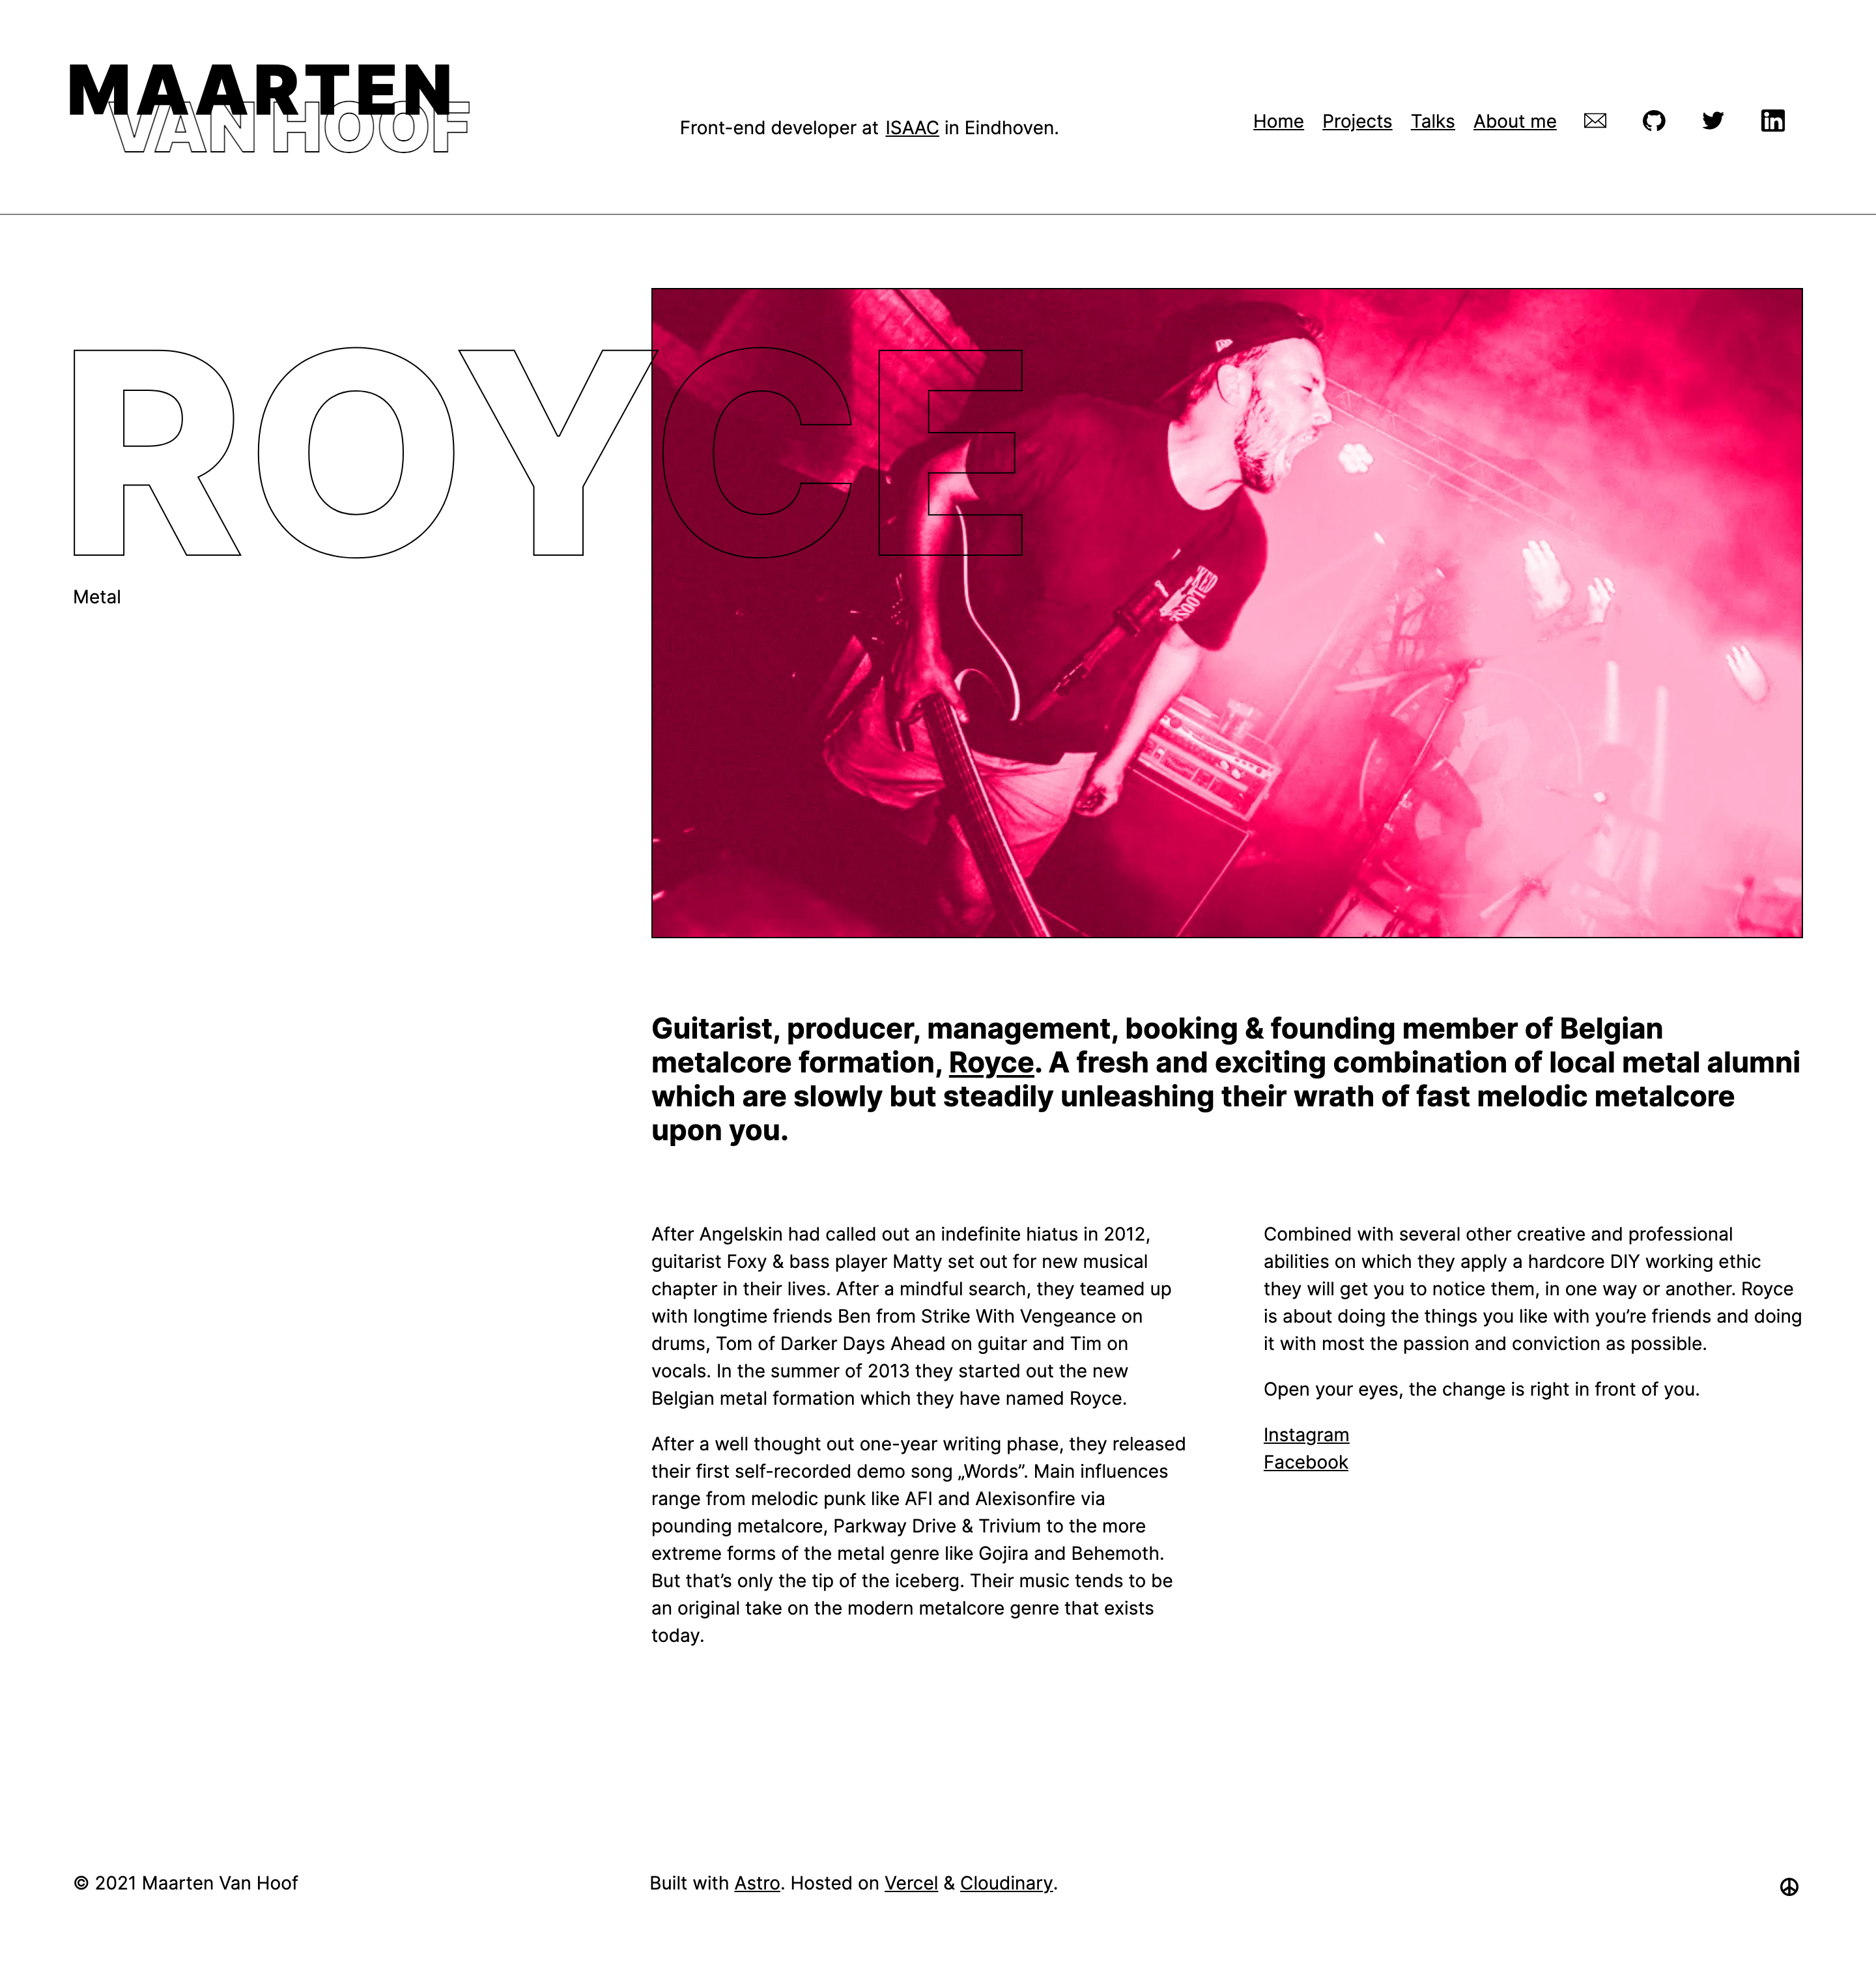 MAARTEN
VAN HOOF
Front-end developer at ISAAC in Eindhoven.
Home Projects Talks About me
ROYCE
Metal
Guitarist, producer, management, booking & founding member of Belgian
metalcore formation, Royce. A fresh and exciting combination of local metal alumni
which are slowly but steadily unleashing their wrath of fast melodic metalcore
upon you.
After Angelskin had called out an indefinite hiatus in 2012,
guitarist Foxy & bass player Matty set out for new musical
chapter in their lives. After a mindful search, they teamed up
with longtime friends Ben from Strike With Vengeance on
drums, Tom of Darker Days Ahead on guitar and Tim on
vocals. In the summer of 2013 they started out the new
Belgian metal formation which they have named Royce.
After a well thought out one-year writing phase, they released
their first self-recorded demo song „Words”. Main influences
range from melodic punk like AFI and Alexisonfire via
pounding metalcore, Parkway Drive & Trivium to the more
extreme forms of the metal genre like Gojira and Behemoth.
But that’s only the tip of the iceberg. Their music tends to be
an original take on the modern metalcore genre that exists
today.
Combined with several other creative and professional
abilities on which they apply a hardcore DIY working ethic
they will get you to notice them, in one way or another. Royce
is about doing the things you like with you’re friends and doing
it with most the passion and conviction as possible.
Open your eyes, the change is right in front of you.
Instagram
Facebook
© 2021 Maarten Van Hoof
Built with Astro. Hosted on Vercel & Cloudinary.